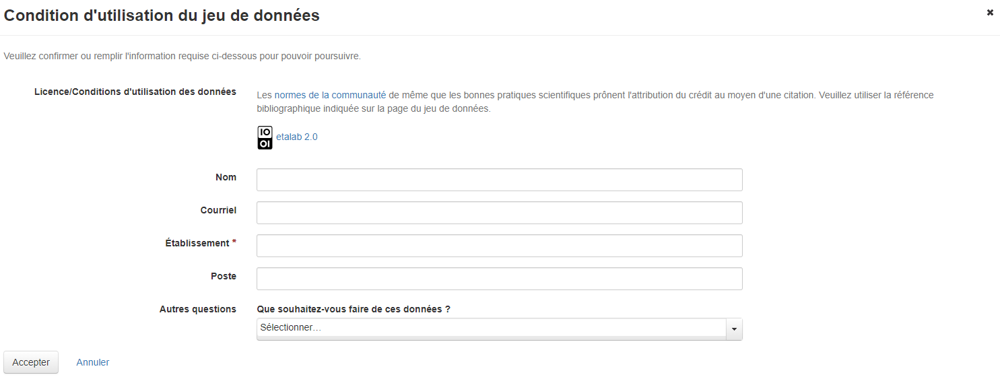 Condition d'utilisation du jeu de données
Veuillez confirmer ou remplir l'information requise ci-dessous pour pouvoir poursuivre.
Licence/Conditions d'utilisation des données
Les normes de la communauté de même que les bonnes pratiques scientifiques prônent l'attribution du crédit au moyen d'une citation. Veuillez utiliser la référence
bibliographique indiquée sur la page du jeu de données.
IO
OI
etalab 2.0
Nom
Courriel
Établissement *
Poste
Autres questions
Que souhaitez-vous faire de ces données ?
Sélectionner…
Accepter Annuler